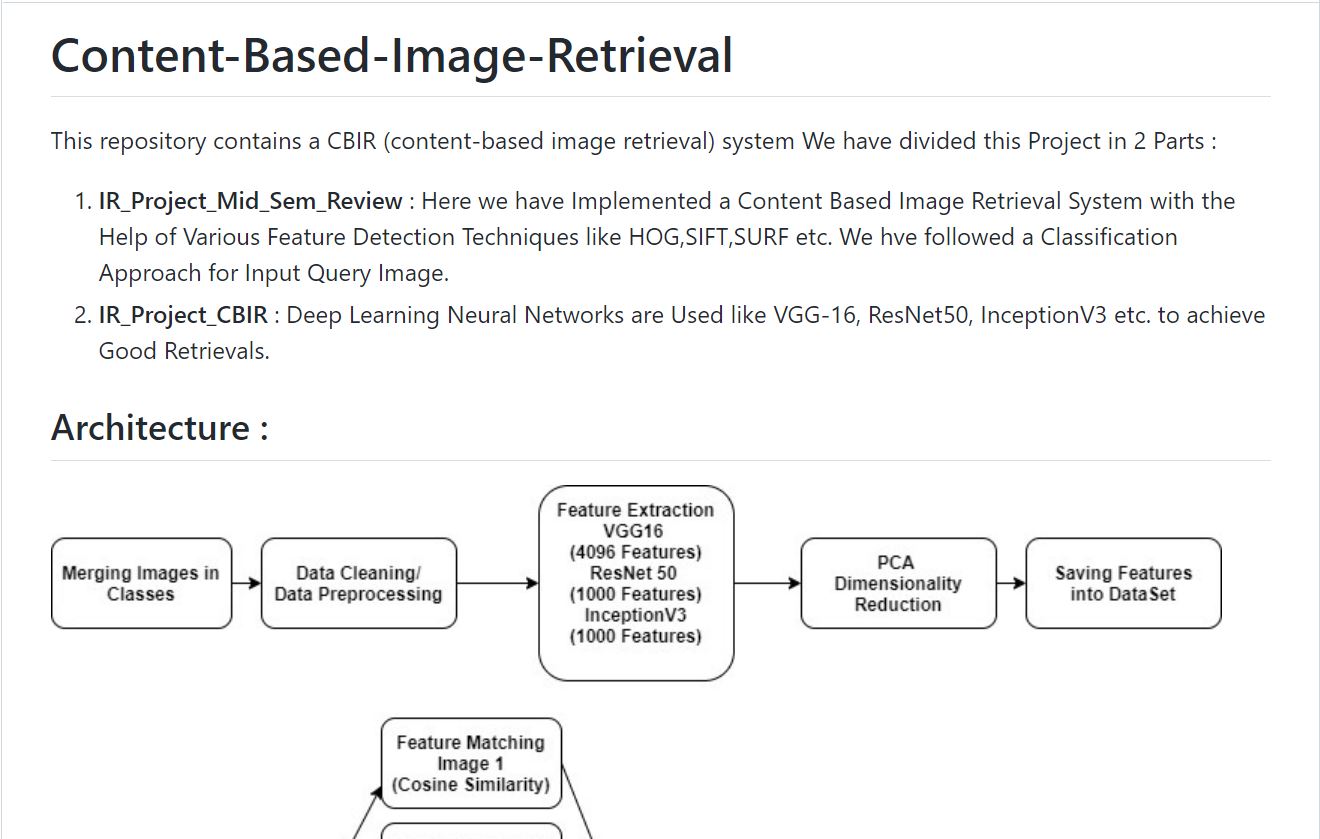 Content-Based-Image-Retrieval
This repository contains a CBIR (content-based image retrieval) system We have divided this Project in 2 Parts :
1. IR_Project_Mid_Sem_Review : Here we have Implemented a Content Based Image Retrieval System with the
Help of Various Feature Detection Techniques like HOG,SIFT,SURF etc. We hve followed a Classification
Approach for Input Query Image.
2. IR_Project_CBIR : Deep Learning Neural Networks are Used like VGG-16, ResNet50, InceptionV3 etc. to achieve
Good Retrievals.
Architecture :
Merging Images in
Classes
Data Cleaning/
Data Preprocessing
Feature Extraction
VGG16
(4096 Features)
ResNet 50
(1000 Features)
InceptionV3
(1000 Features)
PCA
Dimensionality
Reduction
Saving Features
into DataSet
Feature Matching
Image 1
(Cosine Similarity)